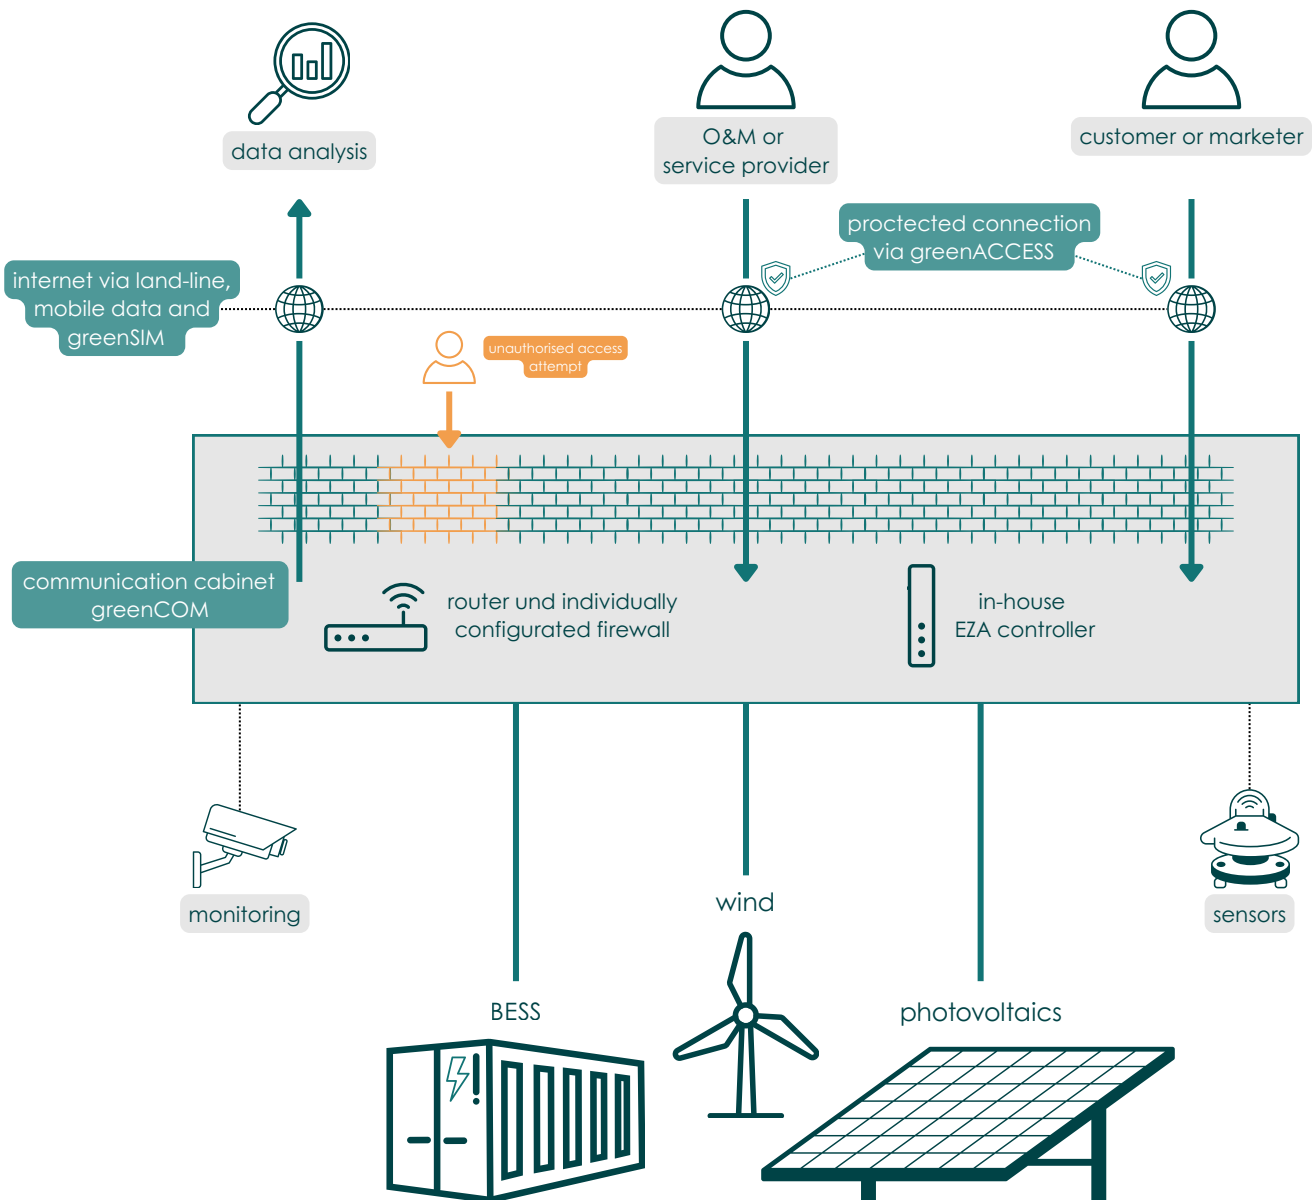 data analysis
O&M or
service provider
customer or marketer
proctected connection
via greenACCESS
internet via land-line,
mobile data and
greenSIM
unauthorised access
attempt
communication cabinet
greenCOM
router und individually
configurated firewall
in-house
EZA controller
monitoring
sensors
wind
BESS
photovoltaics